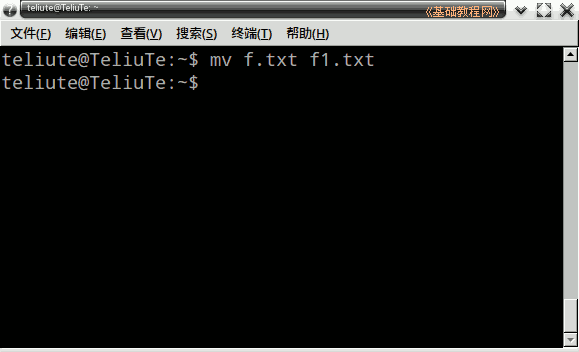 teliute@TeliuTe: ~
《基础教程网》
文件(F) 编辑(E) 查看(V) 搜索(S) 终端(T) 帮助(H)
teliute@TeliuTe:~$ mv f.txt f1.txt
teliute@TeliuTe:~$